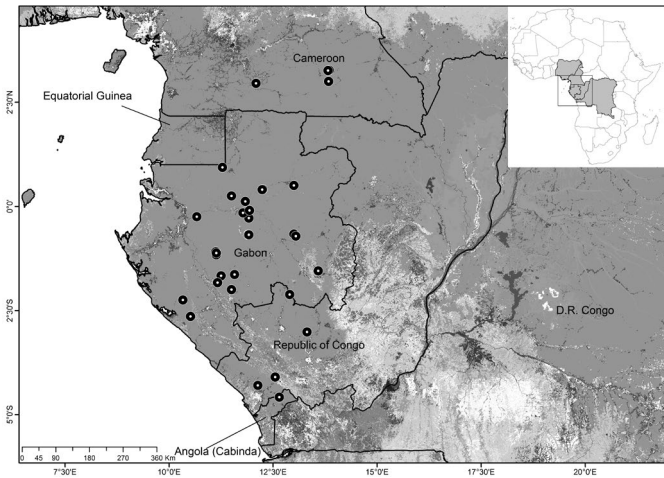 Cameroon
2°30'N
Equatorial Guinea
0°0'
Gabon
2°30'S
D.R. Congo
Republic of Congo
5°0'S
Angola (Cabinda)
0 45 90 180 270 360 Km
7°30'E 10°0'E 12°30'E 15°0'E 17°30'E 20°0'E